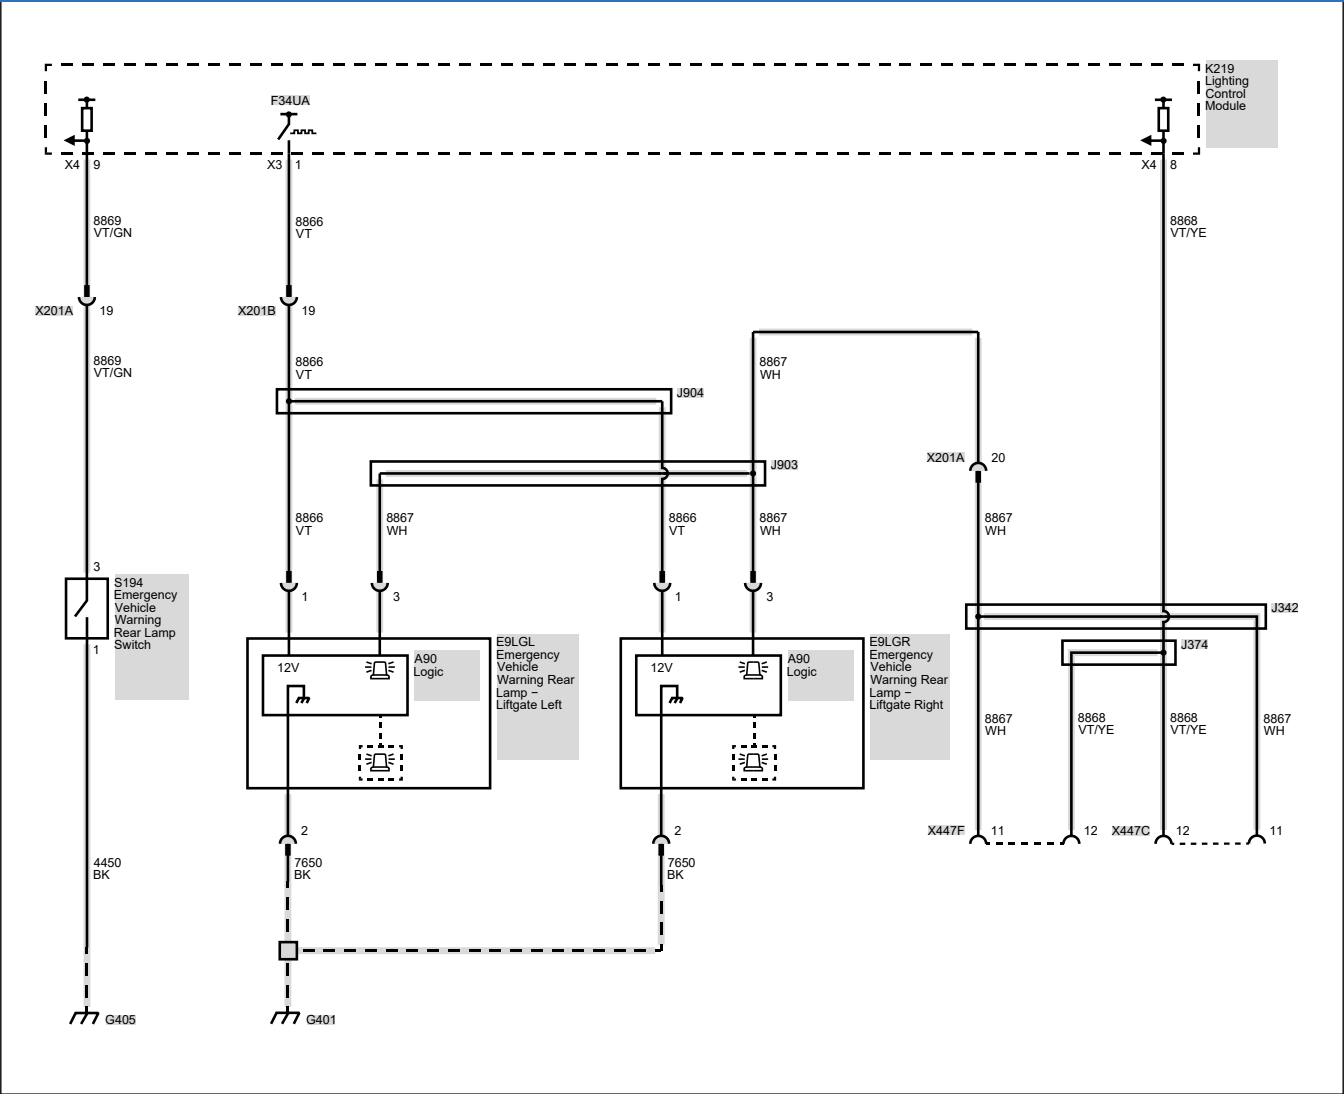 K219
Lighting
Control
Module
F34UA
X4 9
X3 1
X4 8
8869
VT/GN
8866
VT
8868
VT/YE
X201A 19
X201B 19
8869
VT/GN
8866
VT
8867
WH
J904
J903
X201A 20
8866
VT
8867
WH
8866
VT
8867
WH
8867
WH
3
S194
Emergency
Vehicle
Warning
Rear Lamp
Switch
1
1
3
1
3
J342
J374
12V
A90
Logic
E9LGL
Emergency
Vehicle
Warning Rear
Lamp –
Liftgate Left
12V
A90
Logic
E9LGR
Emergency
Vehicle
Warning Rear
Lamp –
Liftgate Right
8867
WH
8868
VT/YE
8868
VT/YE
8867
WH
2
2
X447F 11
12
X447C 12
11
4450
BK
7650
BK
7650
BK
G405
G401